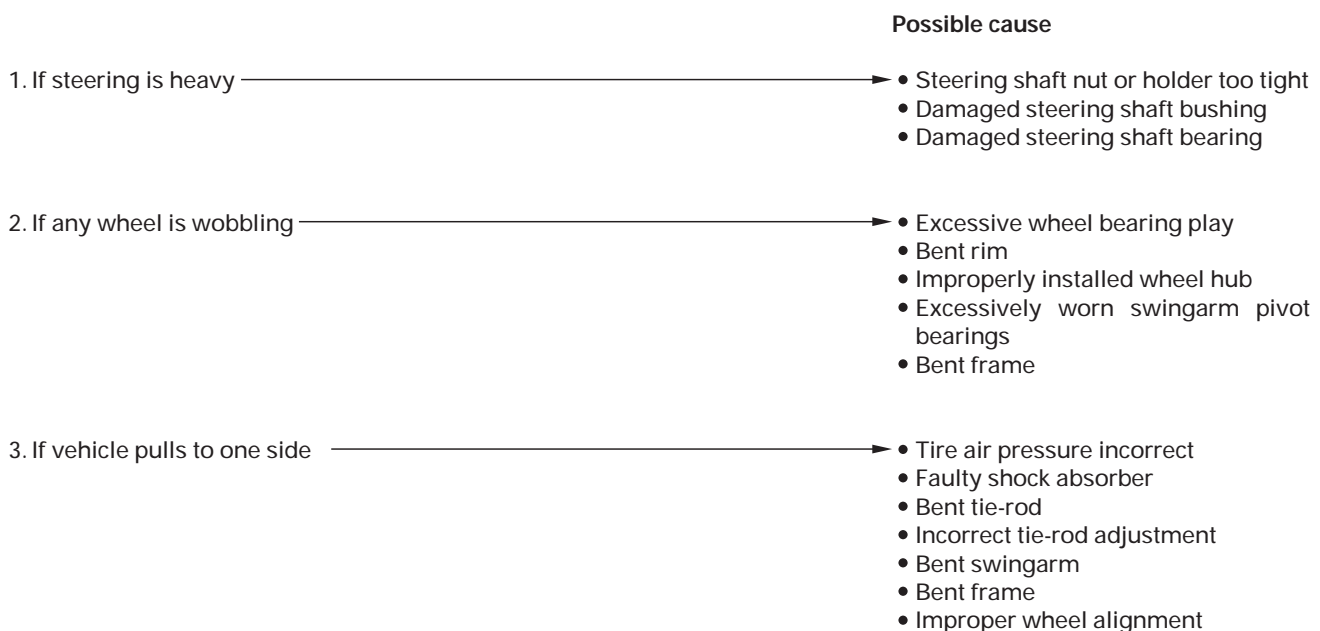 Possible cause
1. If steering is heavy
• Steering shaft nut or holder too tight
• Damaged steering shaft bushing
• Damaged steering shaft bearing
2. If any wheel is wobbling
• Excessive wheel bearing play
• Bent rim
• Improperly installed wheel hub
• Excessively worn swingarm pivot
bearings
• Bent frame
3. If vehicle pulls to one side
• Tire air pressure incorrect
• Faulty shock absorber
• Bent tie-rod
• Incorrect tie-rod adjustment
• Bent swingarm
• Bent frame
• Improper wheel alignment